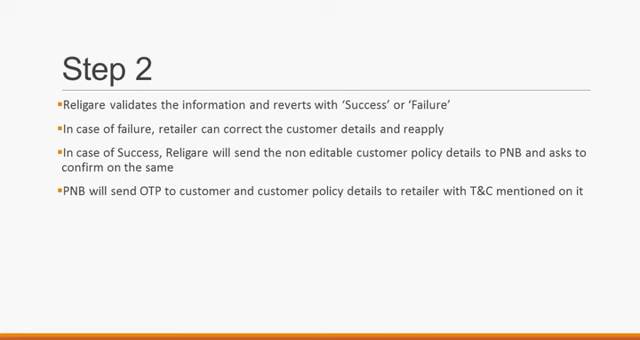 Step 2
▪Religare validates the information and reverts with ‘Success’ or ‘Failure’
▪In case of failure, retailer can correct the customer details and reapply
▪In case of Success, Religare will send the non editable customer policy details to PNB and asks to
confirm on the same
▪PNB will send OTP to customer and customer policy details to retailer with T&C mentioned on it